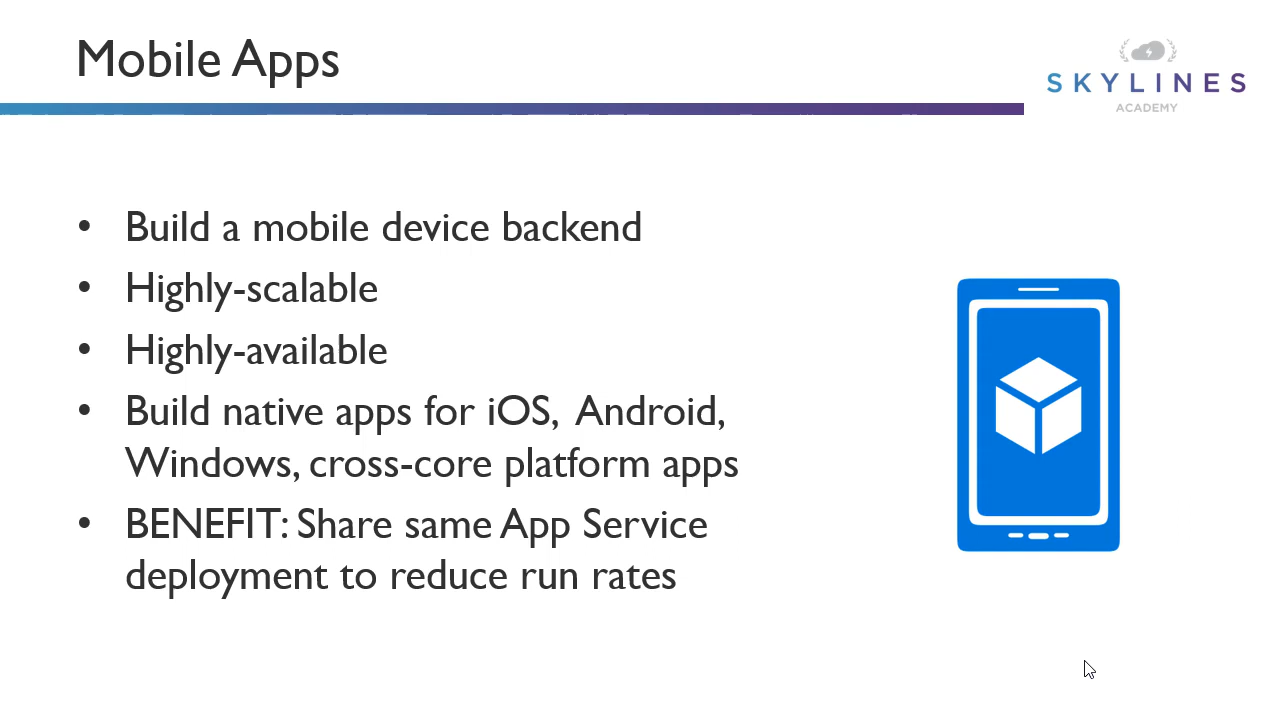 Mobile Apps
SKYLINES
ACADEMY
• Build a mobile device backend
• Highly-scalable
• Highly-available
• Build native apps for iOS, Android,
Windows, cross-core platform apps
• BENEFIT: Share same App Service
deployment to reduce run rates